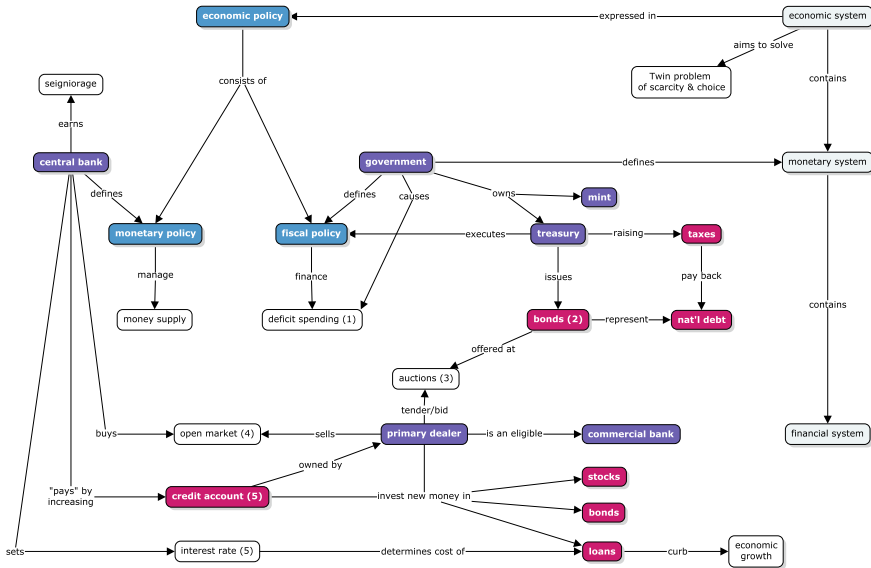 economic policy
expressed in
economic system
aims to solve
Twin problem
of scarcity & choice
consists of
contains
seigniorage
earns
central bank
government
defines
monetary system
defines
defines
causes
owns
mint
monetary policy
fiscal policy
executes
treasury
raising
taxes
manage
finance
issues
pay back
contains
money supply
deficit spending (1)
bonds (2)
represent
nat'l debt
offered at
auctions (3)
tender/bid
buys
open market (4)
sells
primary dealer
is an eligible
commercial bank
financial system
owned by
stocks
"pays" by
increasing
credit account (5)
invest new money in
bonds
sets
interest rate (5)
determines cost of
loans
curb
economic
growth